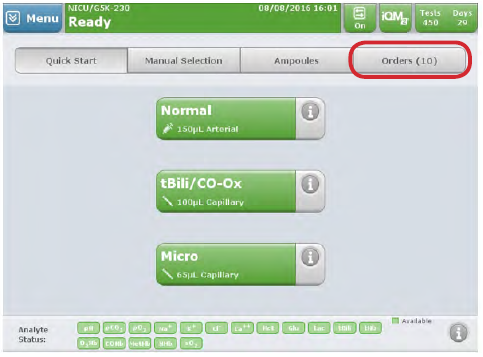 Menu
NICU/GSK-230
Ready
08/08/2016 16:01
On
iQM
Tests
450
Days
29
Quick Start
Manual Selection
Ampoules
Orders (10)
Normal
150µL Arterial
tBili/CO-Ox
100µL Capillary
Micro
65µL Capillary
Available
Analyte
Status:
pH pCO₂ pO₂ Na⁺ K⁺ Cl⁻ Ca⁺⁺ Hct Glu Lac tBili tHb
O₂Hb COHb MetHb HHb sO₂